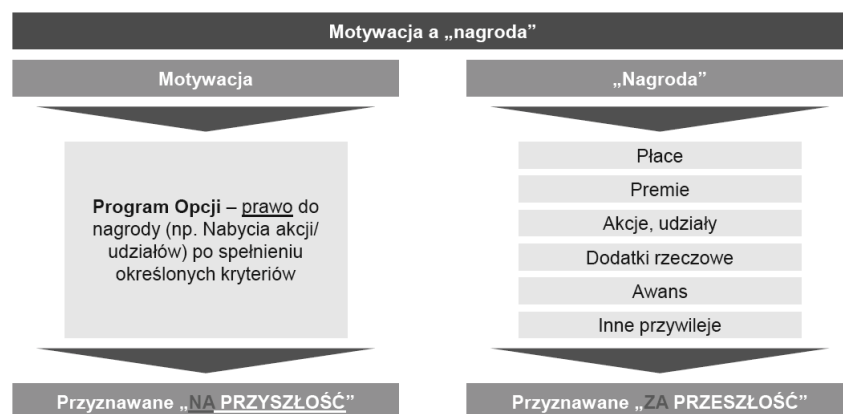 Motywacja a „nagroda”
Motywacja
Program Opcji – prawo do
nagrody (np. Nabycia akcji/
udziałów) po spełnieniu
określonych kryteriów
Przyznawane „NA PRZYSZŁOŚĆ”
„Nagroda”
Płace
Premie
Akcje, udziały
Dodatki rzeczowe
Awans
Inne przywileje
Przyznawane „ZA PRZESZŁOŚĆ”